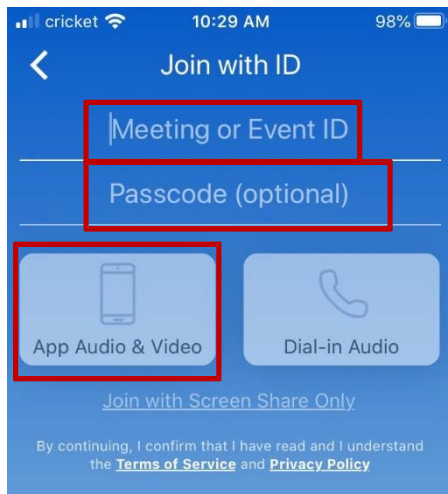 cricket 10:29 AM 98%
Join with ID
Meeting or Event ID
Passcode (optional)
App Audio & Video Dial-in Audio
Join with Screen Share Only
By continuing, I confirm that I have read and I understand
the Terms of Service and Privacy Policy